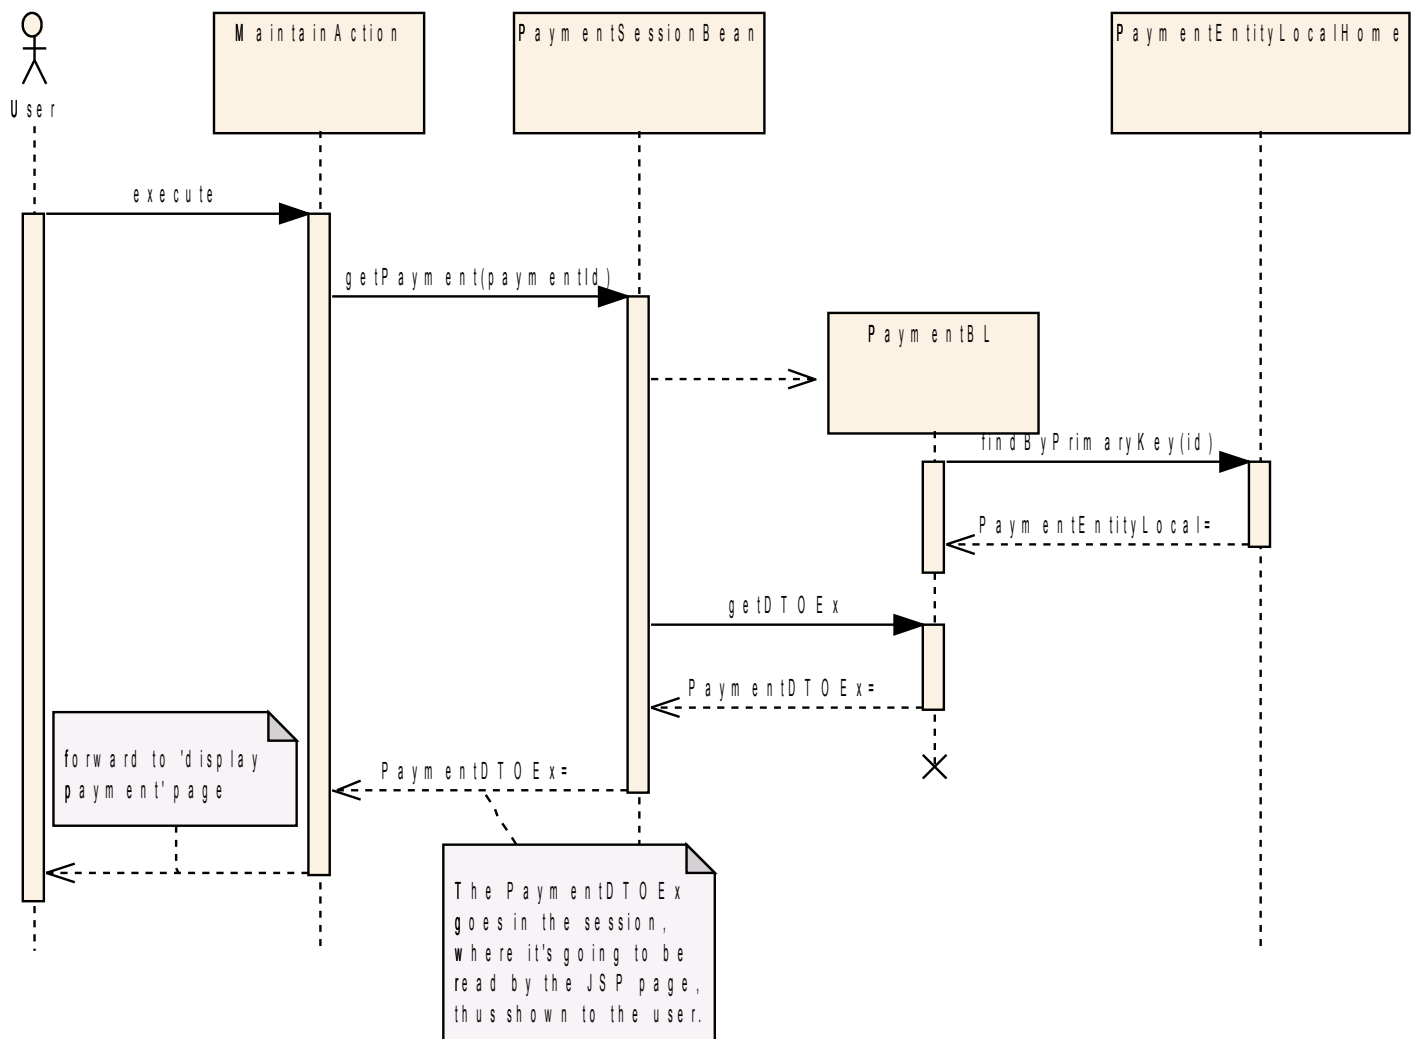 MaintainAction
PaymentSessionBean
PaymentEntityLocalHome
User
execute
getPayment(paymentId)
PaymentBL
findByPrimaryKey(id)
PaymentEntityLocal=
getDTOEx
PaymentDTOEx=
forward to 'display
payment' page
PaymentDTOEx=
The PaymentDTOEx
goes in the session,
where it's going to be
read by the JSP page,
thus shown to the user.